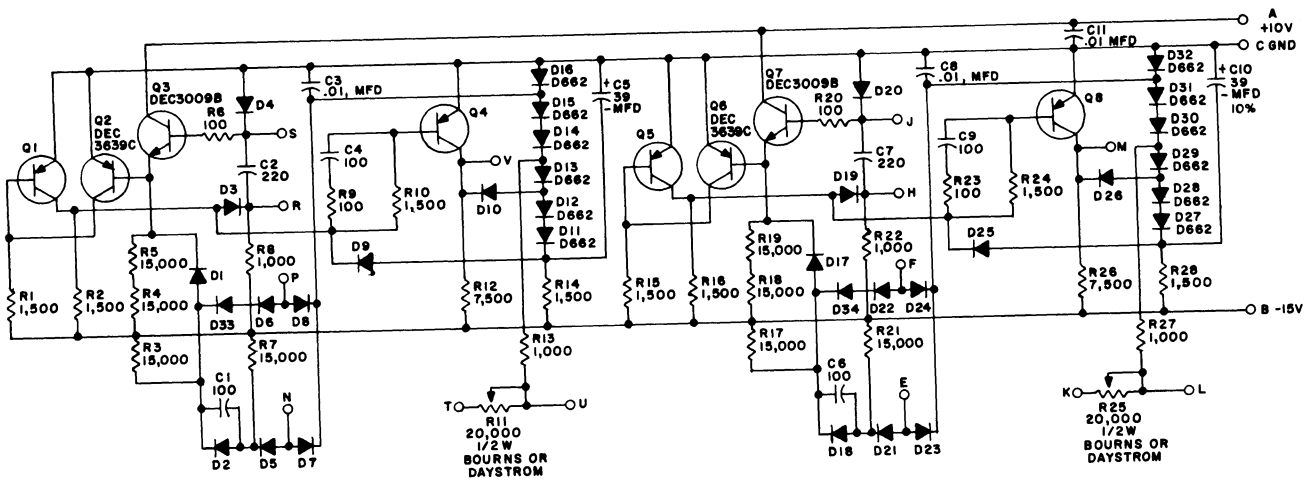 A
+10V
C GND
B -15V
C11
.01 MFD
Q3
DEC3009B
R6
100
D4
S
C2
220
D3
R
Q2
DEC
3639C
Q1
C3
.01, MFD
D16
D662
D15
D662
D14
D662
D13
D662
D12
D662
D11
D662
+
C5
39
-MFD
Q4
V
D10
C4
100
R9
100
R10
1,500
D9
R5
15,000
R4
15,000
R3
15,000
R1
1,500
R2
1,500
D1
R8
1,000
P
D33
D6
D8
R7
15,000
C1
100
N
D2
D5
D7
R12
7,500
R14
1,500
R13
1,000
T
U
R11
20,000
1/2W
BOURNS OR
DAYSTROM
Q7
DEC3009B
R20
100
D20
J
C7
220
D19
H
Q6
DEC
3639C
Q5
C8
.01, MFD
D32
D662
D31
D662
D30
D662
D29
D662
D28
D662
D27
D662
+
C10
39
-MFD
10%
Q8
M
D26
C9
100
R23
100
R24
1,500
D25
R19
15,000
R18
15,000
R17
15,000
R15
1,500
R16
1,500
D17
R22
1,000
F
D34
D22
D24
R21
15,000
C6
100
E
D18
D21
D23
R26
7,500
R28
1,500
R27
1,000
K
L
R25
20,000
1/2W
BOURNS OR
DAYSTROM